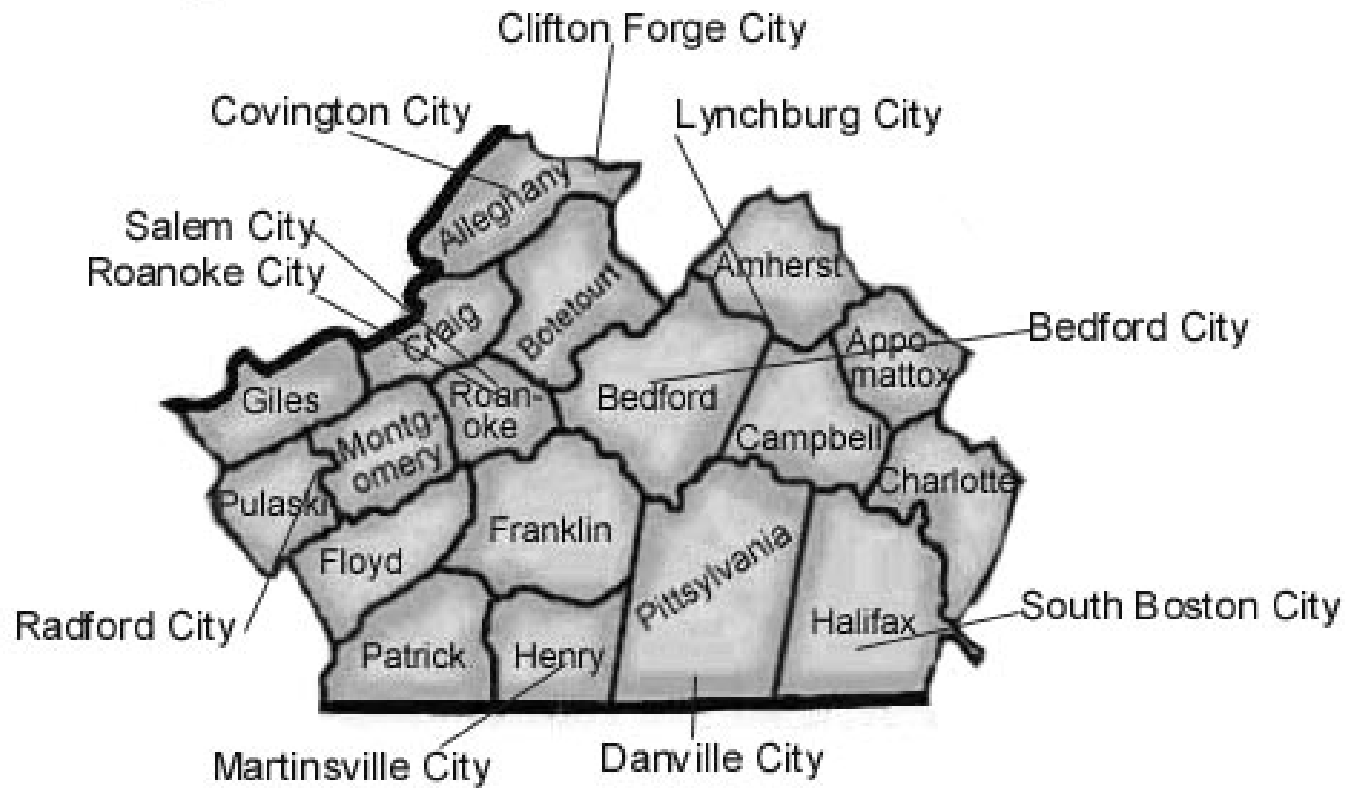 Clifton Forge City
Covington City
Lynchburg City
Alleghany
Salem City
Roanoke City
Amherst
Botetoun
Craig
Bedford City
Appo
mattox
Giles
Roan-
oke
Bedford
Montg-
omery
Campbell
Charlotte
Pulaski
Franklin
Floyd
Pittsylvania
Radford City
Halifax
South Boston City
Patrick
Henry
Martinsville City
Danville City